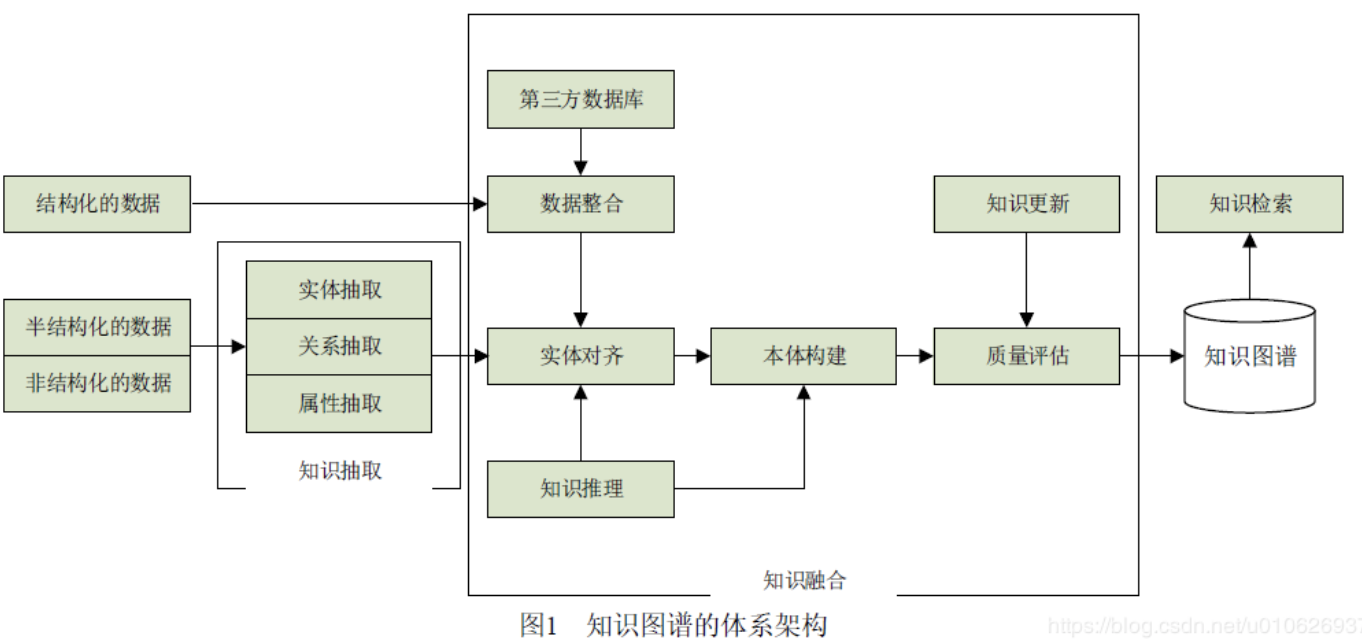 第三方数据库
结构化的数据
数据整合
知识更新
知识检索
实体抽取
半结构化的数据
关系抽取
实体对齐
本体构建
质量评估
知识图谱
非结构化的数据
属性抽取
知识抽取
知识推理
知识融合
图1 知识图谱的体系架构
https://blog.csdn.net/u010626937